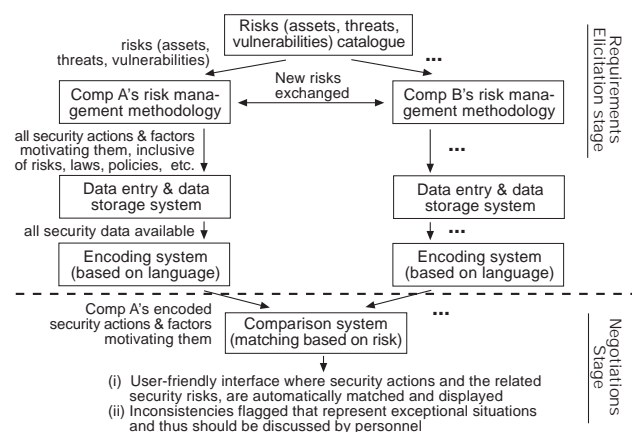 Risks (assets, threats,
vulnerabilities) catalogue
risks (assets,
threats, vulnerabilities)
...
Comp A's risk mana-
gement methodology
New risks
exchanged
Comp B's risk man-
agement methodology
all security actions & factors
motivating them, inclusive
of risks, laws, policies, etc.
...
Data entry & data
storage system
Data entry & data
storage system
all security data available
...
Encoding system
(based on language)
Encoding system
(based on language)
Requirements
Elicitation stage
Comp A's encoded
security actions & factors
motivating them
Comparison system
(matching based on risk)
...
(i) User-friendly interface where security actions and the related
security risks, are automatically matched and displayed
(ii) Inconsistencies flagged that represent exceptional situations
and thus should be discussed by personnel
Negotiations
Stage